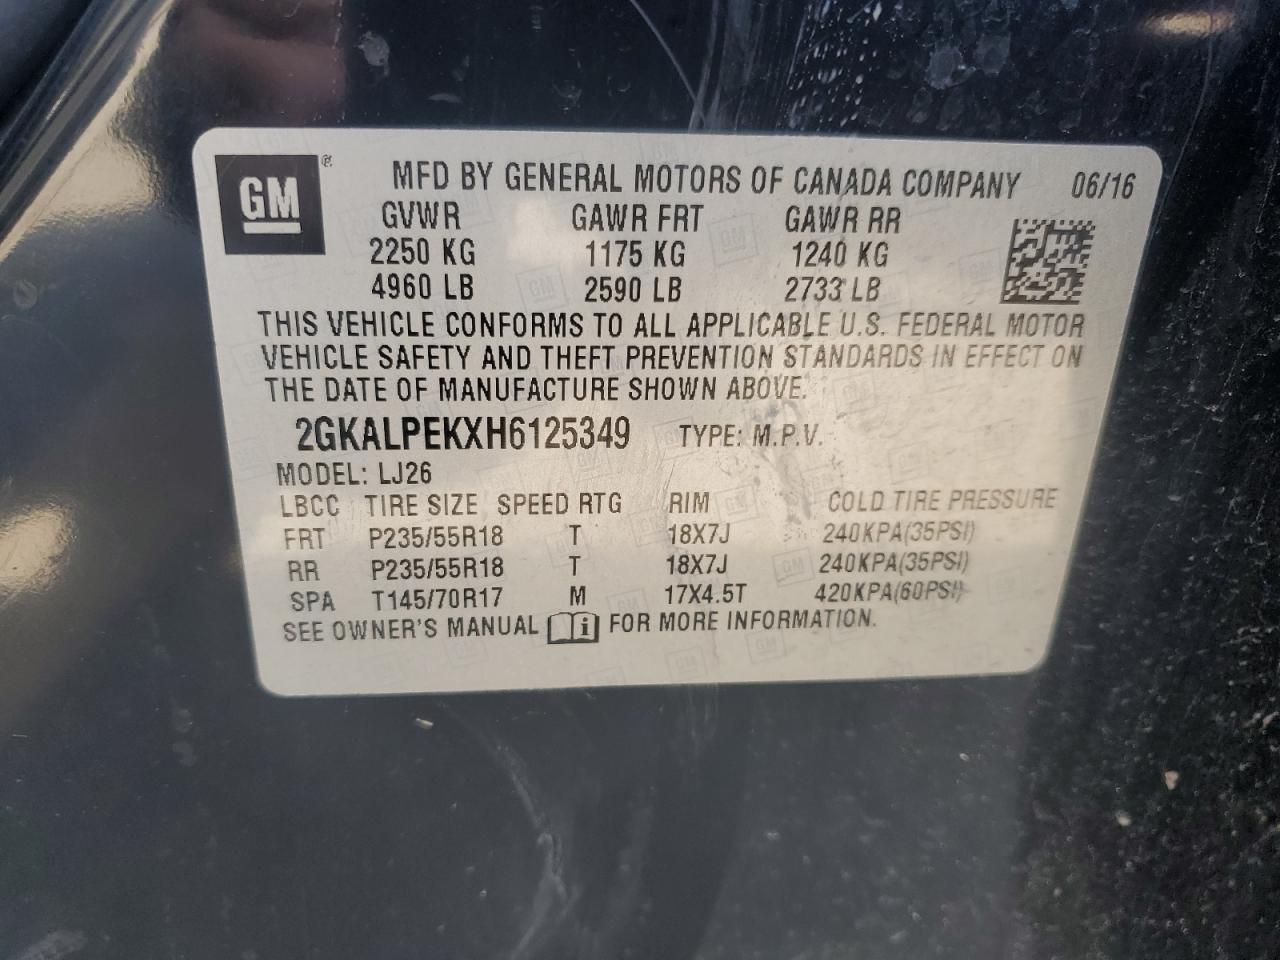 GM ® MFD BY GENERAL MOTORS OF CANADA COMPANY 06/16
GVWR GAWR FRT GAWR RR
2250 KG 1175 KG 1240 KG
4960 LB 2590 LB 2733 LB
THIS VEHICLE CONFORMS TO ALL APPLICABLE U.S. FEDERAL MOTOR
VEHICLE SAFETY AND THEFT PREVENTION STANDARDS IN EFFECT ON
THE DATE OF MANUFACTURE SHOWN ABOVE.
2GKALPEKXH6125349 TYPE: M.P.V.
MODEL: LJ26
LBCC TIRE SIZE SPEED RTG RIM COLD TIRE PRESSURE
FRT P235/55R18 T 18X7J 240KPA(35PSI)
RR P235/55R18 T 18X7J 240KPA(35PSI)
SPA T145/70R17 M 17X4.5T 420KPA(60PSI)
SEE OWNER'S MANUAL i FOR MORE INFORMATION.